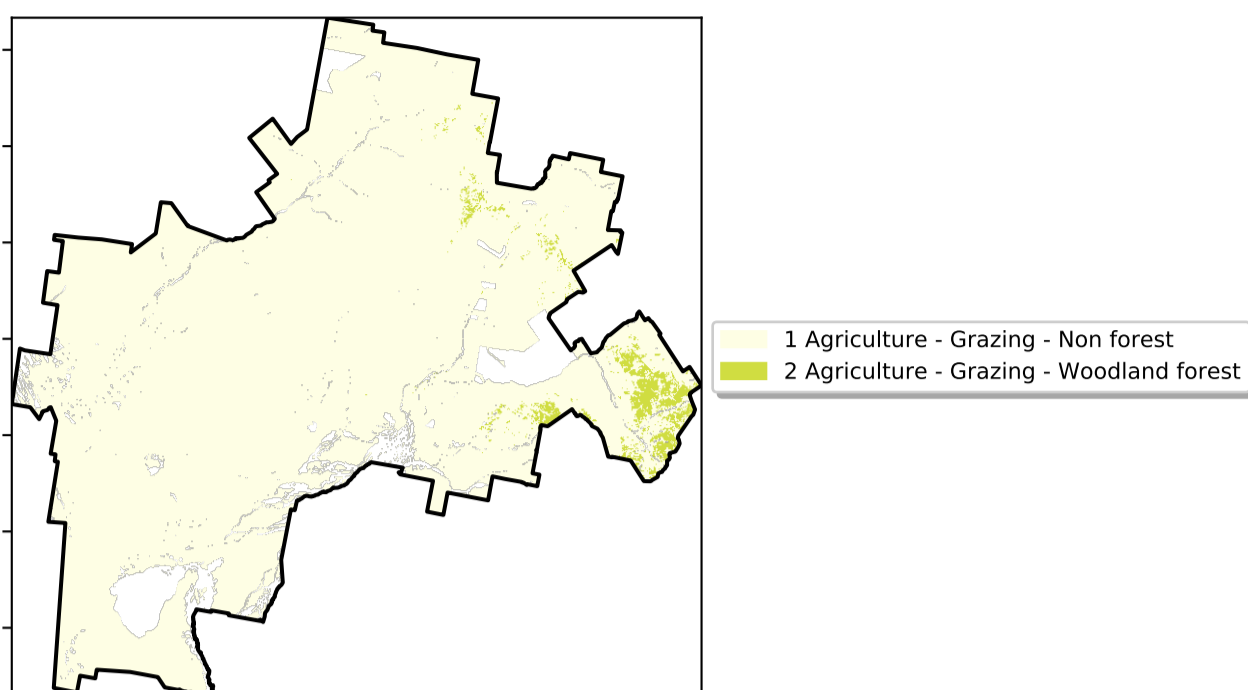 1 Agriculture - Grazing - Non forest
2 Agriculture - Grazing - Woodland forest